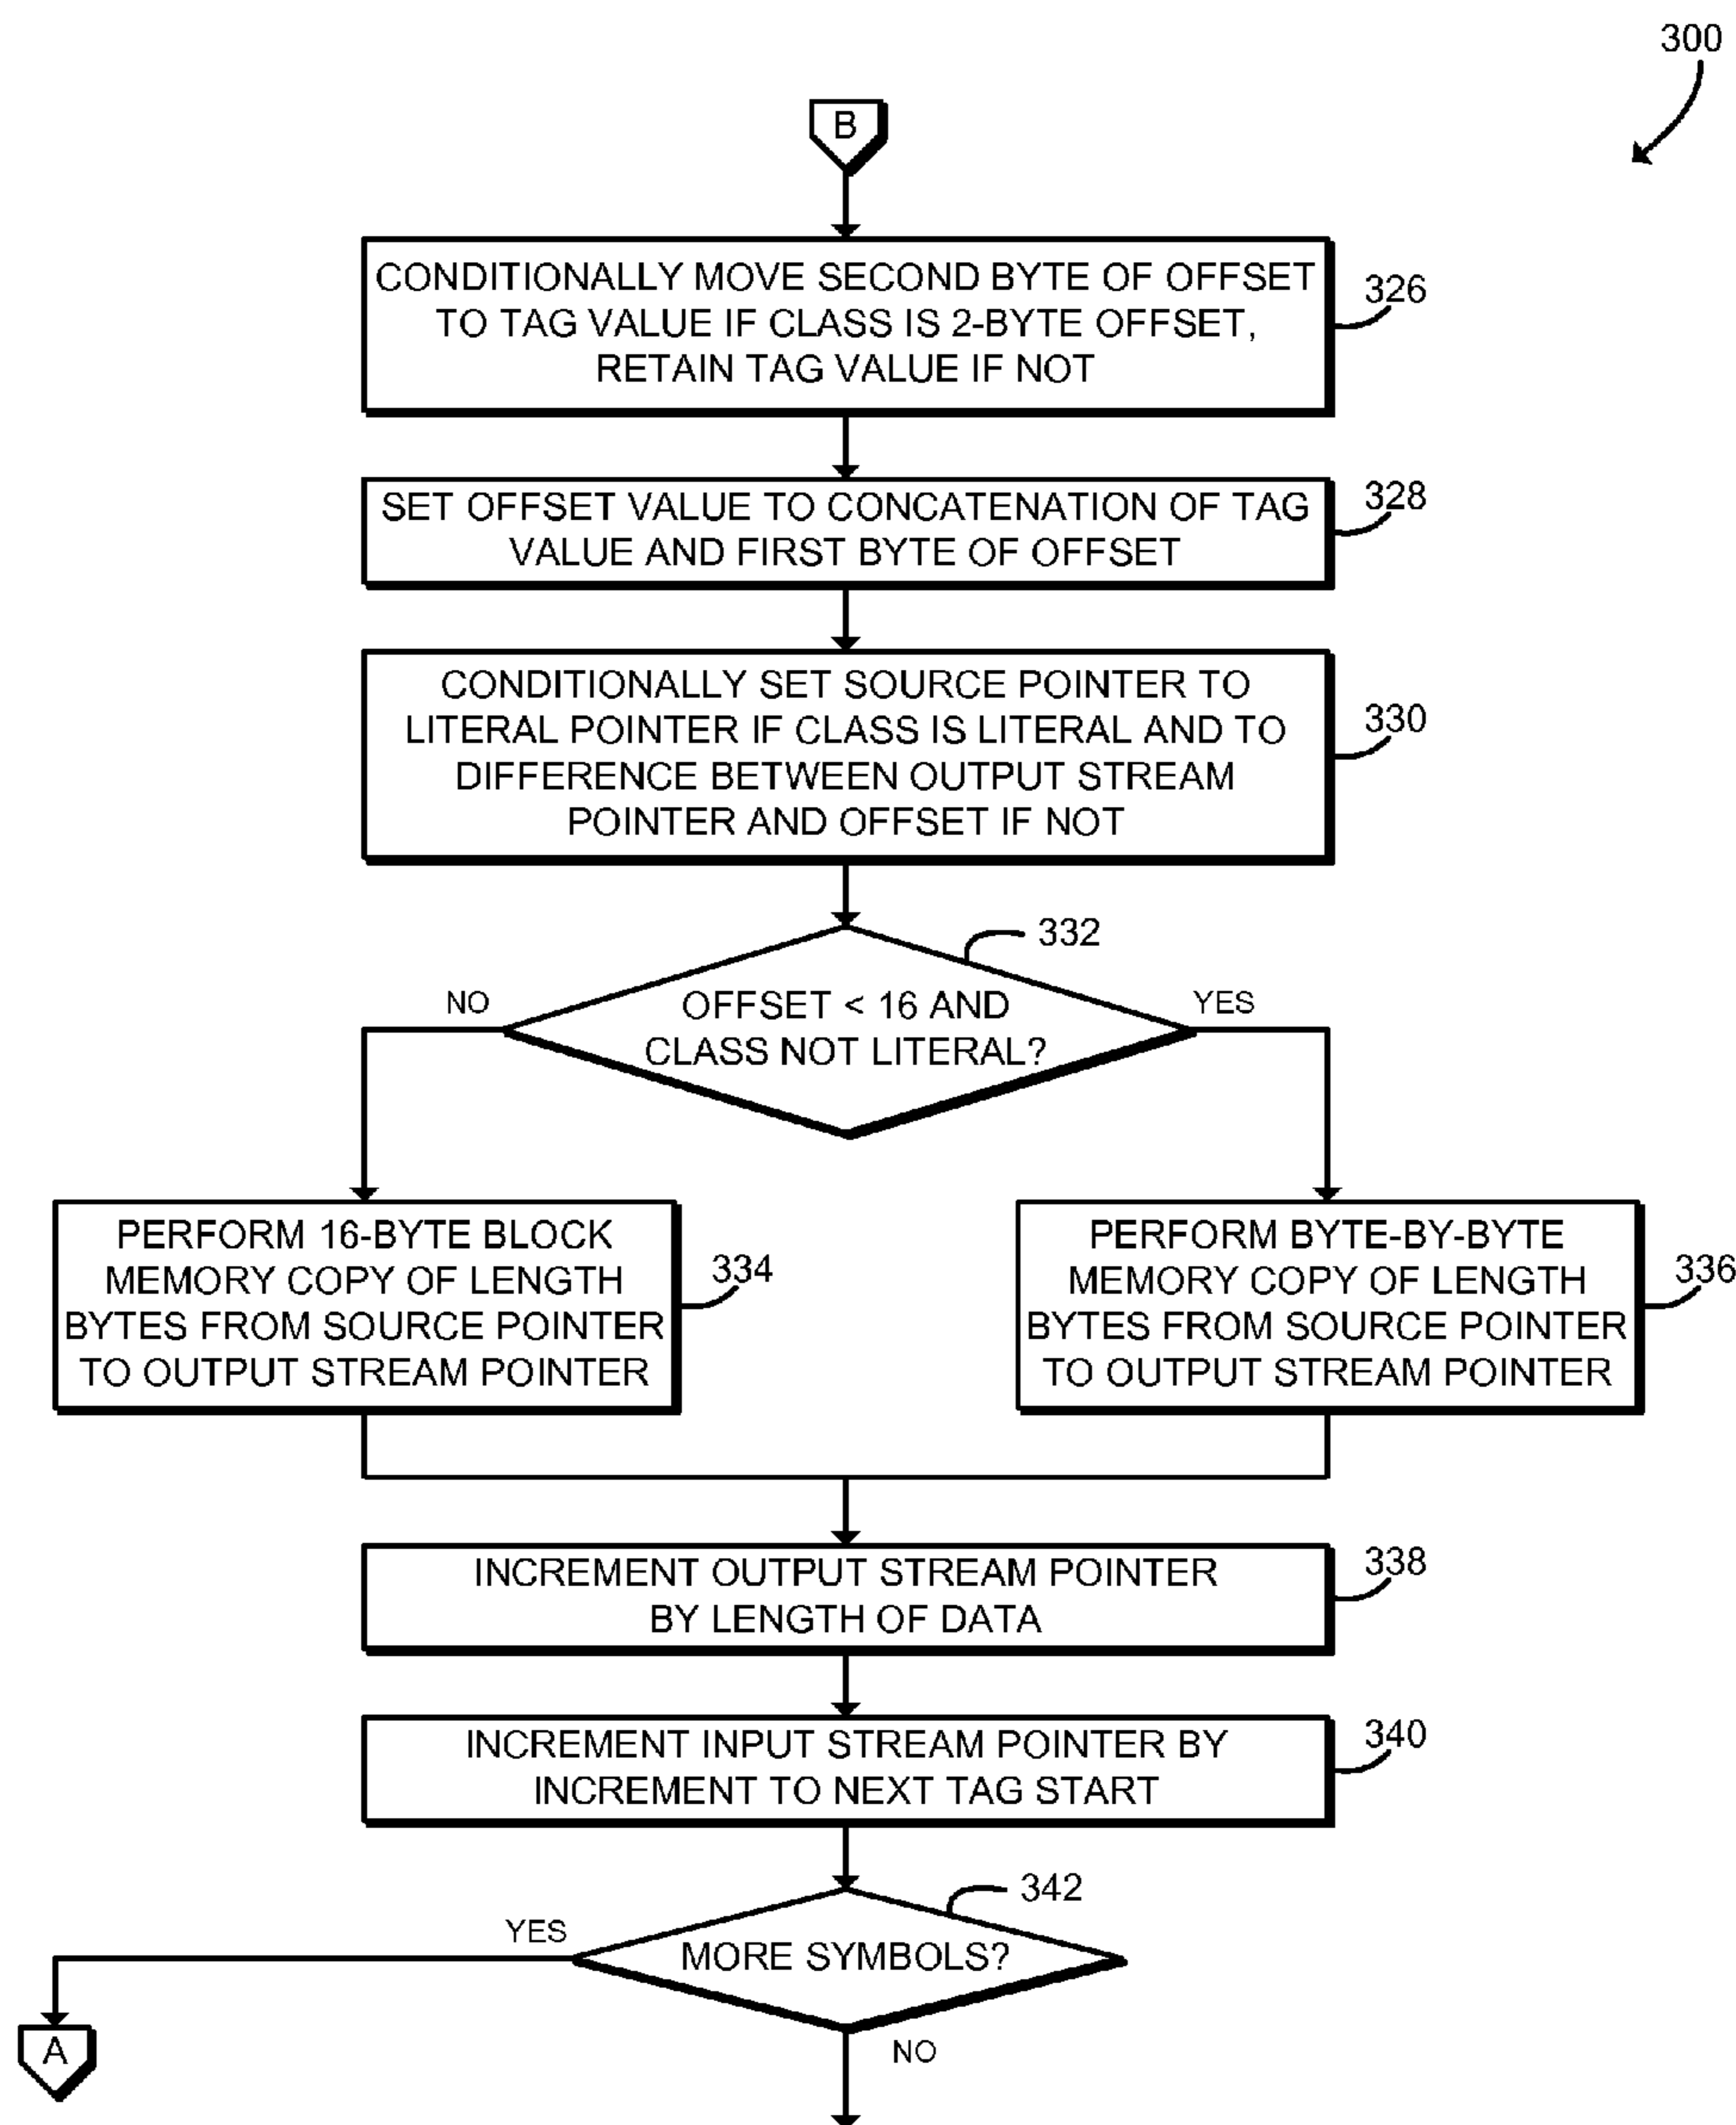 300
B
CONDITIONALLY MOVE SECOND BYTE OF OFFSET
TO TAG VALUE IF CLASS IS 2-BYTE OFFSET,
RETAIN TAG VALUE IF NOT
326
SET OFFSET VALUE TO CONCATENATION OF TAG
VALUE AND FIRST BYTE OF OFFSET
328
CONDITIONALLY SET SOURCE POINTER TO
LITERAL POINTER IF CLASS IS LITERAL AND TO
DIFFERENCE BETWEEN OUTPUT STREAM
POINTER AND OFFSET IF NOT
330
332
NO
OFFSET < 16 AND
CLASS NOT LITERAL?
YES
PERFORM 16-BYTE BLOCK
MEMORY COPY OF LENGTH
BYTES FROM SOURCE POINTER
TO OUTPUT STREAM POINTER
334
PERFORM BYTE-BY-BYTE
MEMORY COPY OF LENGTH
BYTES FROM SOURCE POINTER
TO OUTPUT STREAM POINTER
336
INCREMENT OUTPUT STREAM POINTER
BY LENGTH OF DATA
338
INCREMENT INPUT STREAM POINTER BY
INCREMENT TO NEXT TAG START
340
342
YES
MORE SYMBOLS?
A
NO